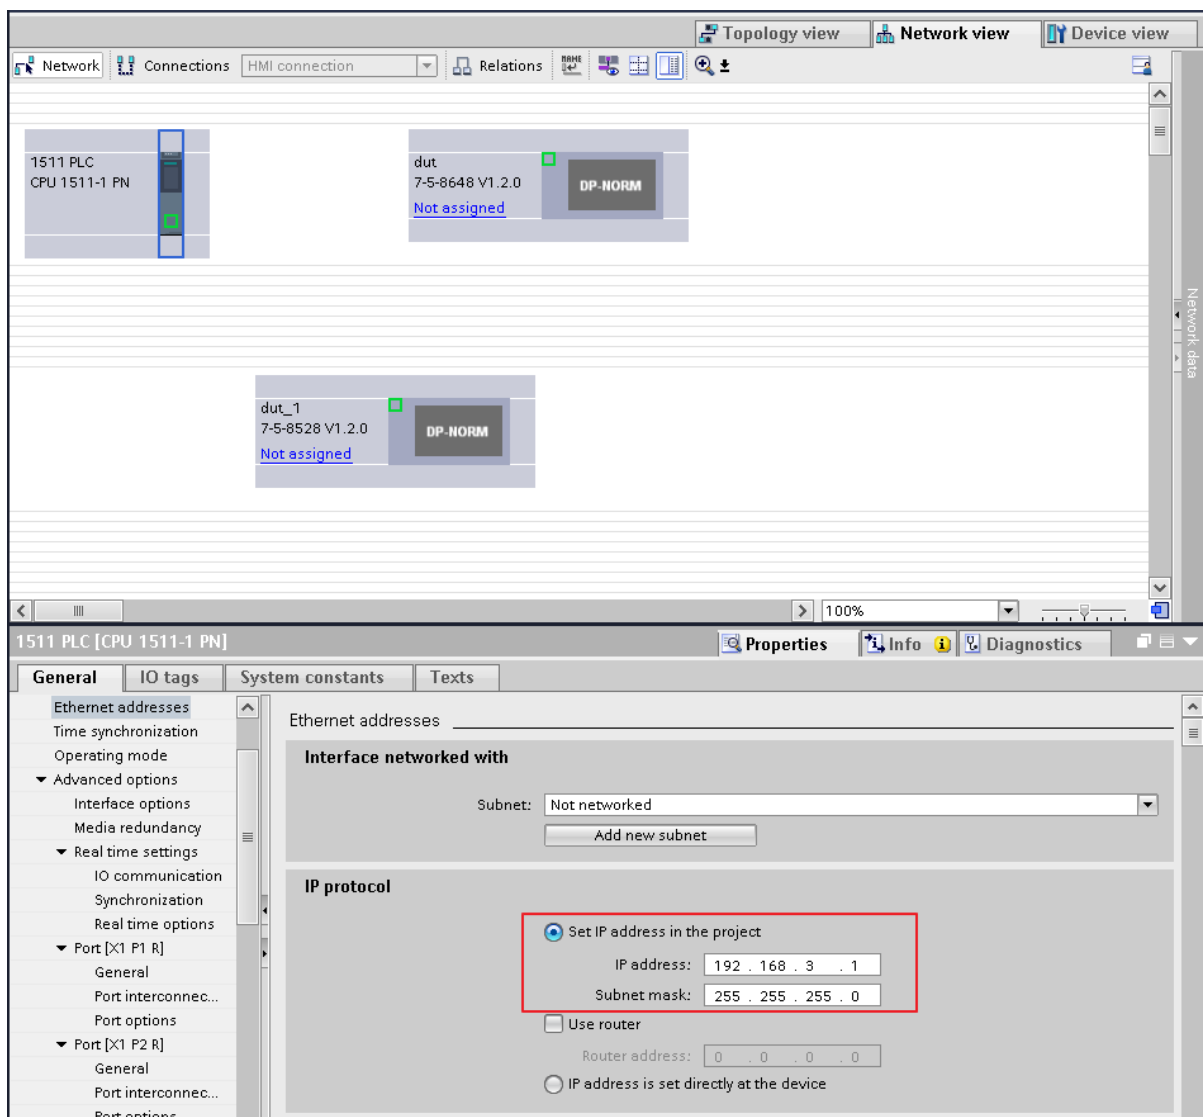 Topology view
Network view
Device view
Network
Connections
HMI connection
Relations
1511 PLC
CPU 1511-1 PN
dut
7-5-8648 V1.2.0
Not assigned
DP-NORM
Network data
dut_1
7-5-8528 V1.2.0
Not assigned
DP-NORM
100%
1511 PLC [CPU 1511-1 PN]
Properties
Info
Diagnostics
General
IO tags
System constants
Texts
Ethernet addresses
Time synchronization
Operating mode
Advanced options
Interface options
Media redundancy
Real time settings
IO communication
Synchronization
Real time options
Port [X1 P1 R]
General
Port interconnec...
Port options
Port [X1 P2 R]
General
Port interconnec...
Port options
Ethernet addresses
Interface networked with
Subnet: Not networked
Add new subnet
IP protocol
Set IP address in the project
IP address: 192 . 168 . 3 . 1
Subnet mask: 255 . 255 . 255 . 0
Use router
Router address: 0 . 0 . 0 . 0
IP address is set directly at the device